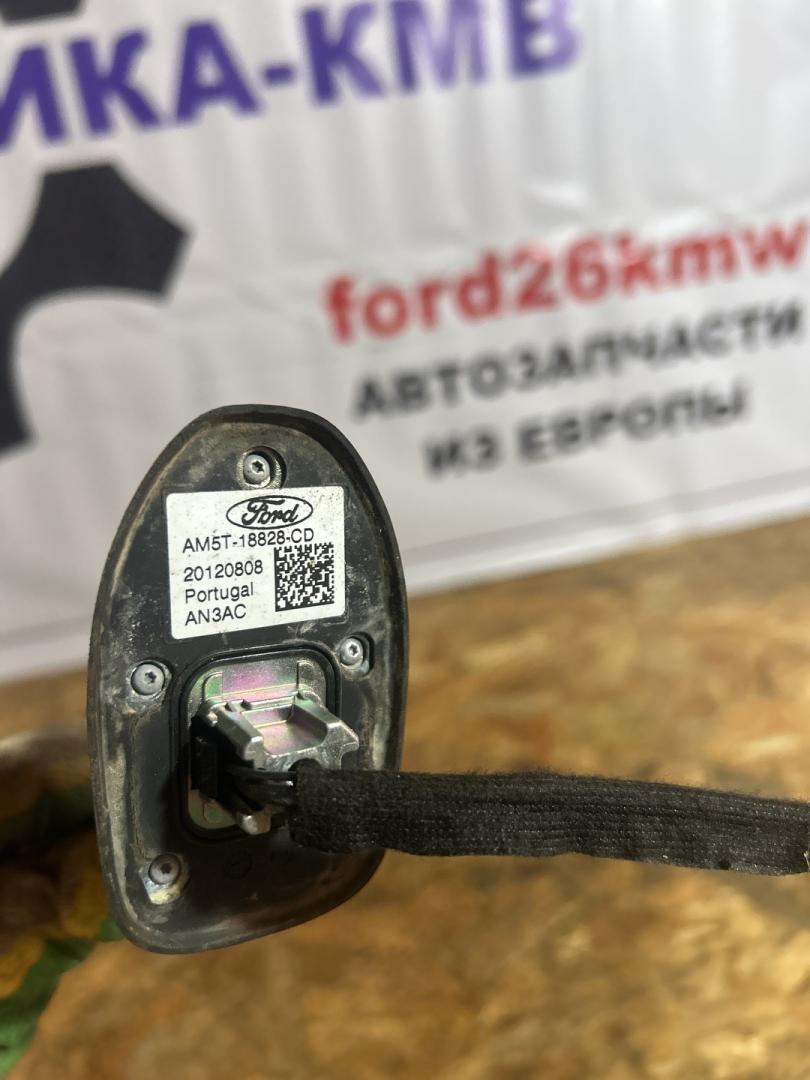 ИКА-КМВ
ford26kmw
АВТОЗАПЧАСТИ
ИЗ ЕВРОПЫ
Ford
AM5T-18828-CD
20120808
Portugal
AN3AC